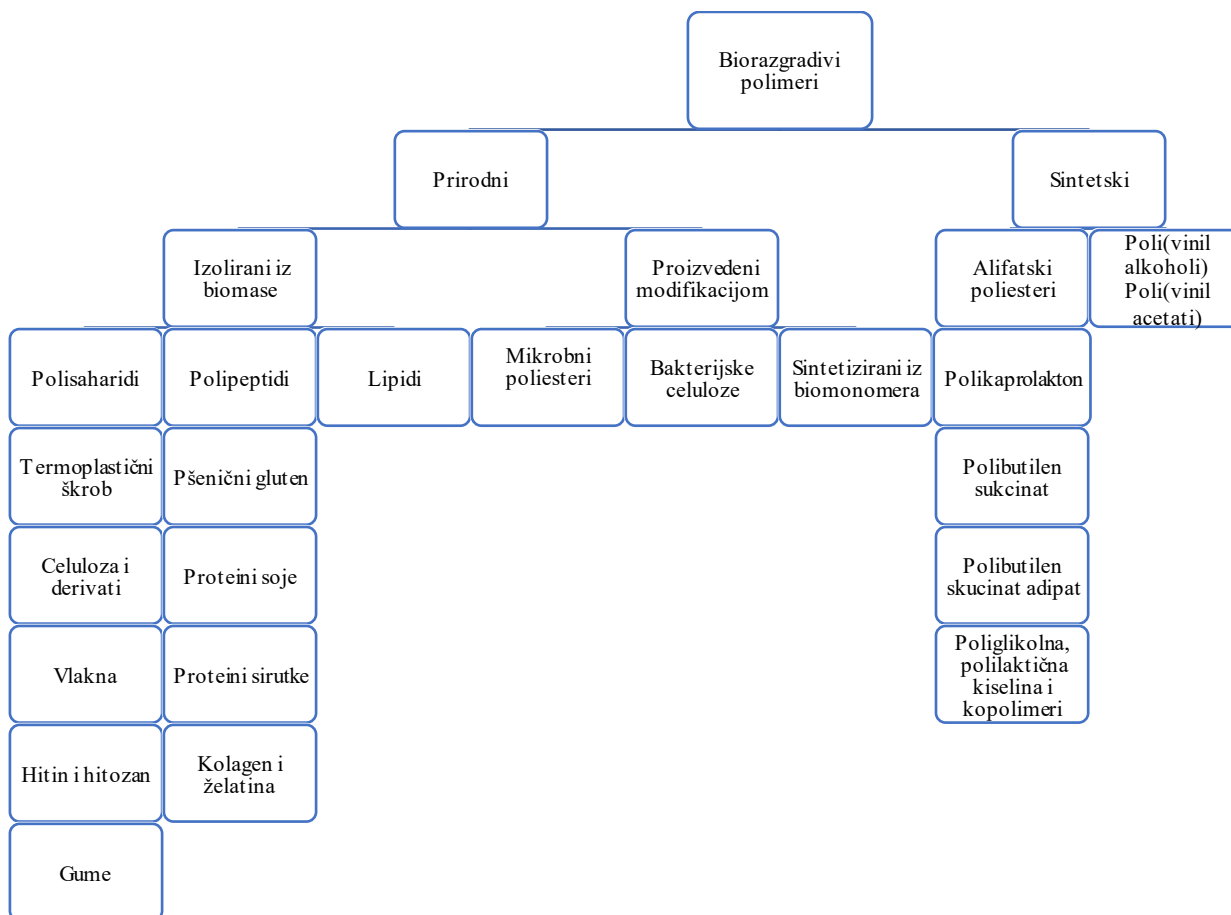 Biorazgradivi
polimeri
Prirodni
Sintetski
Izolirani iz
biomase
Proizvedeni
modifikacijom
Alifatski
poliesteri
Poli(vinil
alkoholi)
Poli(vinil
acetati)
Polisaharidi
Polipeptidi
Lipidi
Mikrobni
poliesteri
Bakterijske
celuloze
Sintetizirani iz
biomonomera
Polikaprolakton
Termoplastični
škrob
Pšenični gluten
Polibutilen
sukcinat
Celuloza i
derivati
Proteini soje
Polibutilen
skucinat adipat
Vlakna
Proteini sirutke
Poliglikolna,
polilaktična
kiselina i
kopolimeri
Hitin i hitozan
Kolagen i
želatina
Gume